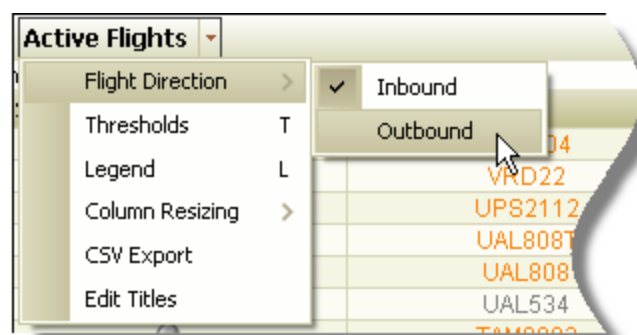 Active Flights
Flight Direction
Inbound
Thresholds T
Outbound
Legend L
VRD22
Column Resizing
UPS2112
UAL808T
CSV Export
UAL808
Edit Titles
UAL534